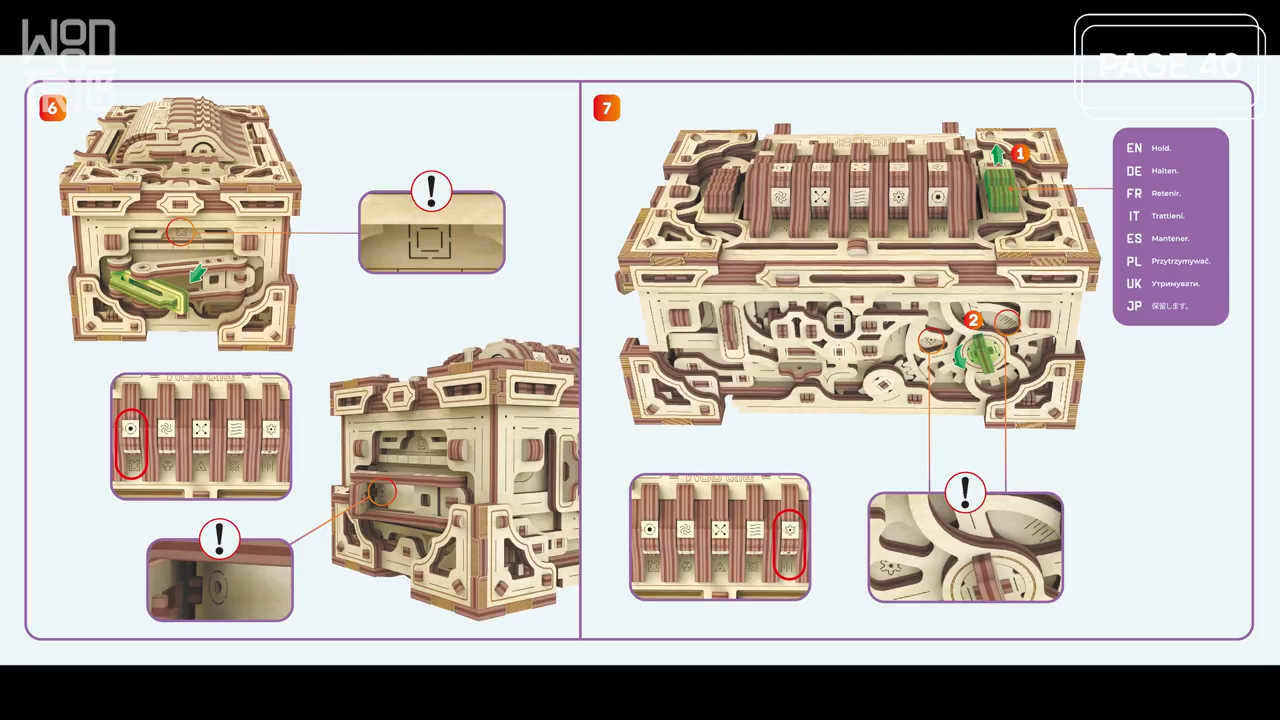 PAGE 40
6
!
!
7
1
2
!
EN Hold.
DE Halten.
FR Retenir.
IT Trattieni.
ES Mantener.
PL Przytrzymywać.
UK Утримувати.
JP 保留します。